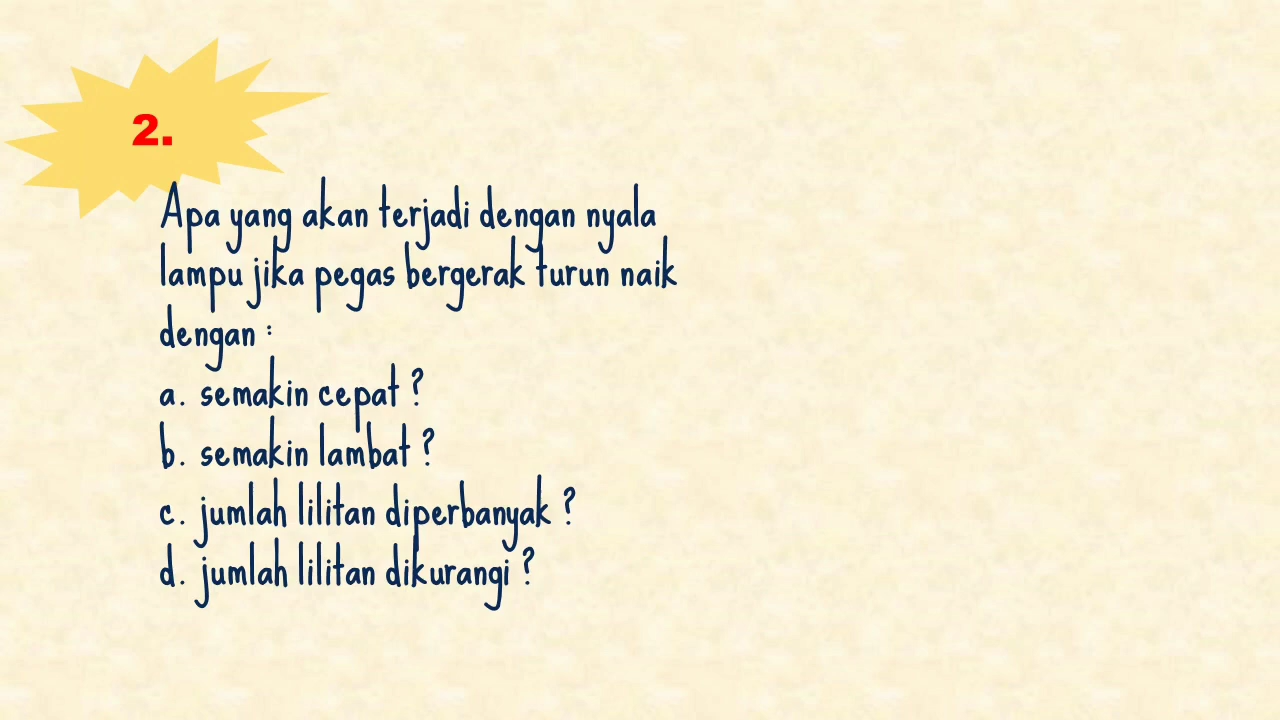 2.
Apa yang akan terjadi dengan nyala
lampu jika pegas bergerak turun naik
dengan :
a. semakin cepat ?
b. semakin lambat ?
c. jumlah lilitan diperbanyak ?
d. jumlah lilitan dikurangi ?